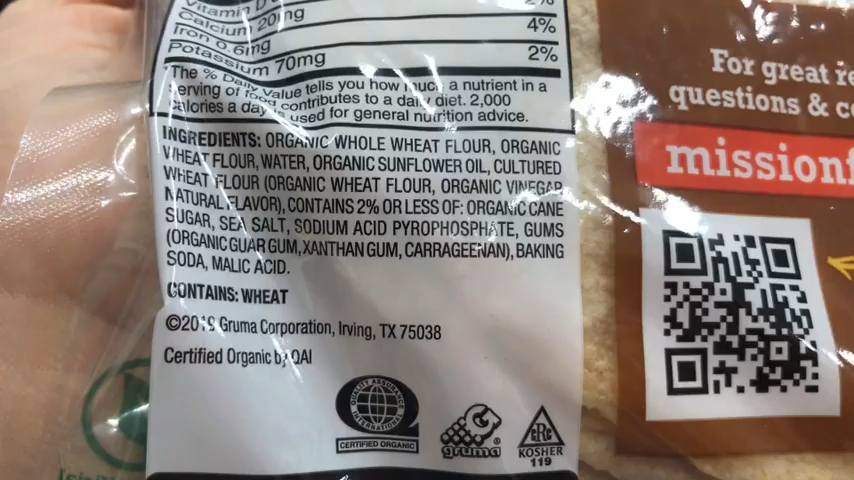 Vitamin D 0
Calcium 20mg
4%
Iron 0.6mg
2%
Potassium 70mg
*The % Daily Value tells you how much a nutrient in a
serving of food contributes to a daily diet. 2,000
calories a day is used for general nutrition advice.
INGREDIENTS: ORGANIC WHOLE WHEAT FLOUR, ORGANIC
WHEAT FLOUR, WATER, ORGANIC SUNFLOWER OIL, CULTURED
WHEAT FLOUR (ORGANIC WHEAT FLOUR, ORGANIC VINEGAR
NATURAL FLAVOR), CONTAINS 2% OR LESS OF: ORGANIC CANE
SUGAR, SEA SALT, SODIUM ACID PYROPHOSPHATE, GUMS
(ORGANIC GUAR GUM, XANTHAN GUM, CARRAGEENAN), BAKING
SODA, MALIC ACID.
CONTAINS: WHEAT
©2019 Gruma Corporation, Irving, TX 75038
Certified Organic by QAI
QUALITY ASSURANCE
INTERNATIONAL
CERTIFIED ORGANIC
G
gruma®
cRc
KOSHER
119
For great
questions &
mission